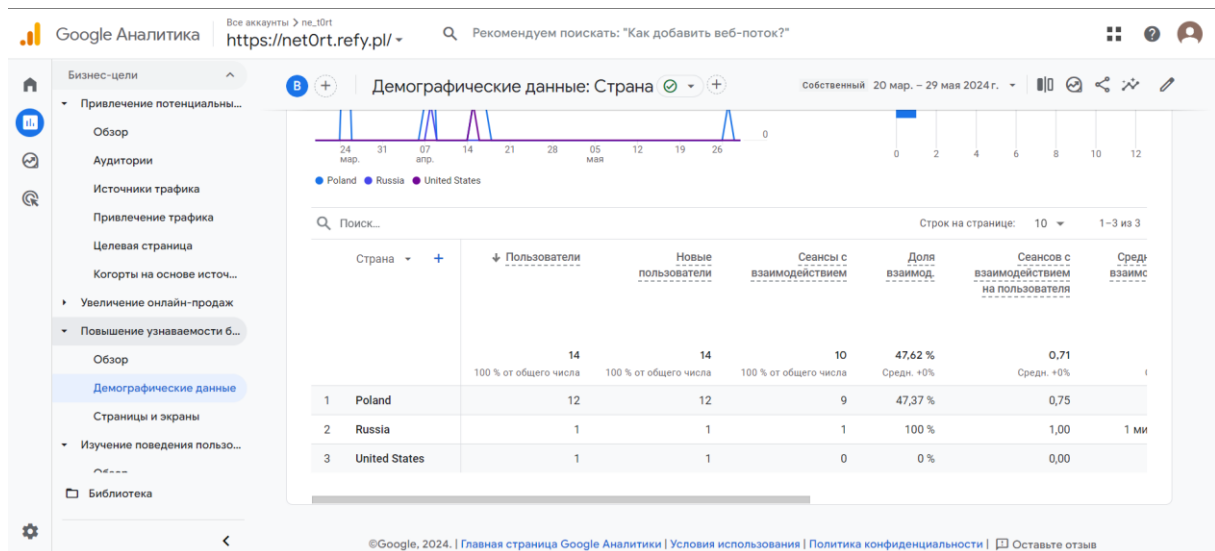 Google Аналитика
Все аккаунты > ne_t0rt
https://net0rt.refy.pl/
Рекомендуем поискать: "Как добавить веб-поток?"
Бизнес-цели
Привлечение потенциальны...
Обзор
Аудитории
Источники трафика
Привлечение трафика
Целевая страница
Когорты на основе источ...
Увеличение онлайн-продаж
Повышение узнаваемости б...
Обзор
Демографические данные
Страницы и экраны
Изучение поведения пользо...
Библиотека
B
Демографические данные: Страна
Собственный 20 мар. – 29 мая 2024 г.
0
24 31 07 14 21 28 05 12 19 26
мар. апр. мая
0 2 4 6 8 10 12
Poland Russia United States
Поиск...
Строк на странице: 10 1–3 из 3
Страна + Пользователи Новые Сеансы с Доля Сеансов с
пользователи взаимодействием взаимод. взаимодействием
на пользователя
14 14 10 47,62 % 0,71
100 % от общего числа 100 % от общего числа 100 % от общего числа Средн. +0% Средн. +0%
1 Poland 12 12 9 47,37 % 0,75
2 Russia 1 1 1 100 % 1,00 1 ми
3 United States 1 1 0 0 % 0,00
©Google, 2024. | Главная страница Google Аналитики | Условия использования | Политика конфиденциальности | Оставьте отзыв